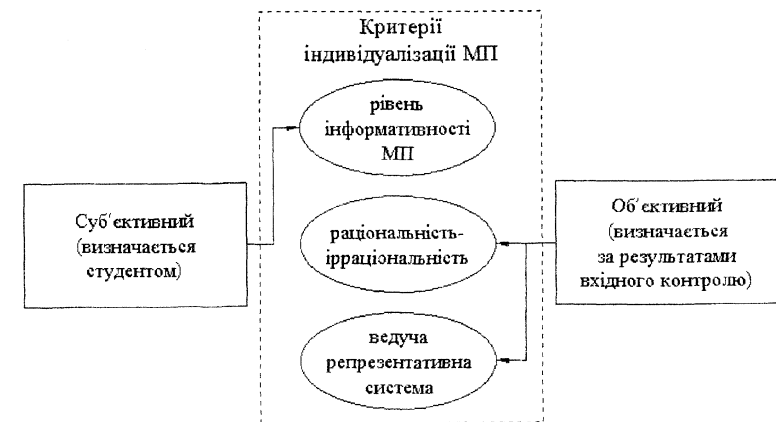 Критерії
індивідуалізації МП
рівень
інформативності
МП
Суб'єктивний
(визначається
студентом)
раціональність-
ірраціональність
Об'єктивний
(визначається
за результатами
вхідного контролю)
ведуча
репрезентативна
система